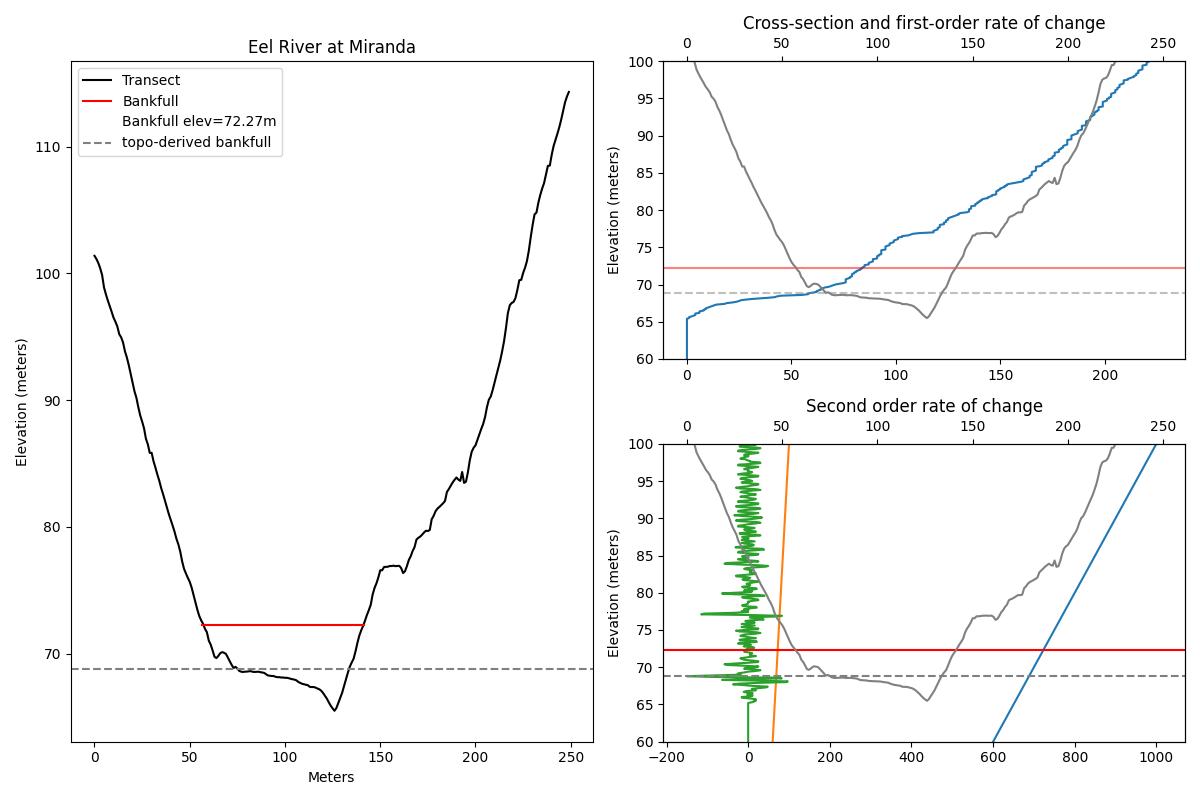 Eel River at Miranda
Transect
Bankfull
Bankfull elev=72.27m
topo-derived bankfull
110
100
90
80
70
Elevation (meters)
0 50 100 150 200 250
Meters
Cross-section and first-order rate of change
0 50 100 150 200 250
100
95
90
85
80
75
70
65
60
Elevation (meters)
0 50 100 150 200
Second order rate of change
0 50 100 150 200 250
100
95
90
85
80
75
70
65
60
Elevation (meters)
−200 0 200 400 600 800 1000